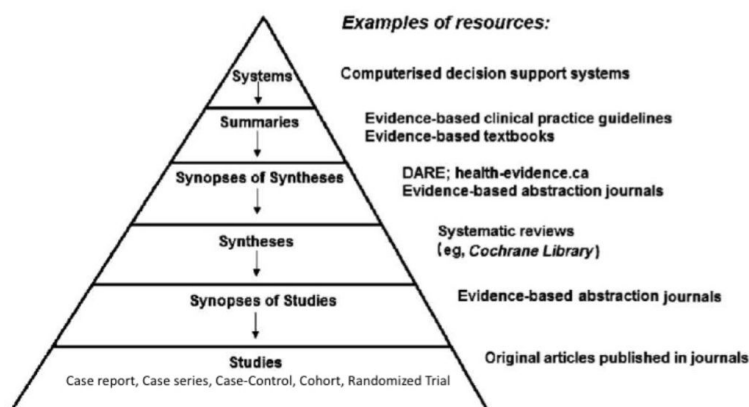 Examples of resources:
Systems
Computerised decision support systems
Summaries
Evidence-based clinical practice guidelines
Evidence-based textbooks
Synopses of Syntheses
DARE; health-evidence.ca
Evidence-based abstraction journals
Syntheses
Systematic reviews
(eg, Cochrane Library)
Synopses of Studies
Evidence-based abstraction journals
Studies
Original articles published in journals
Case report, Case series, Case-Control, Cohort, Randomized Trial